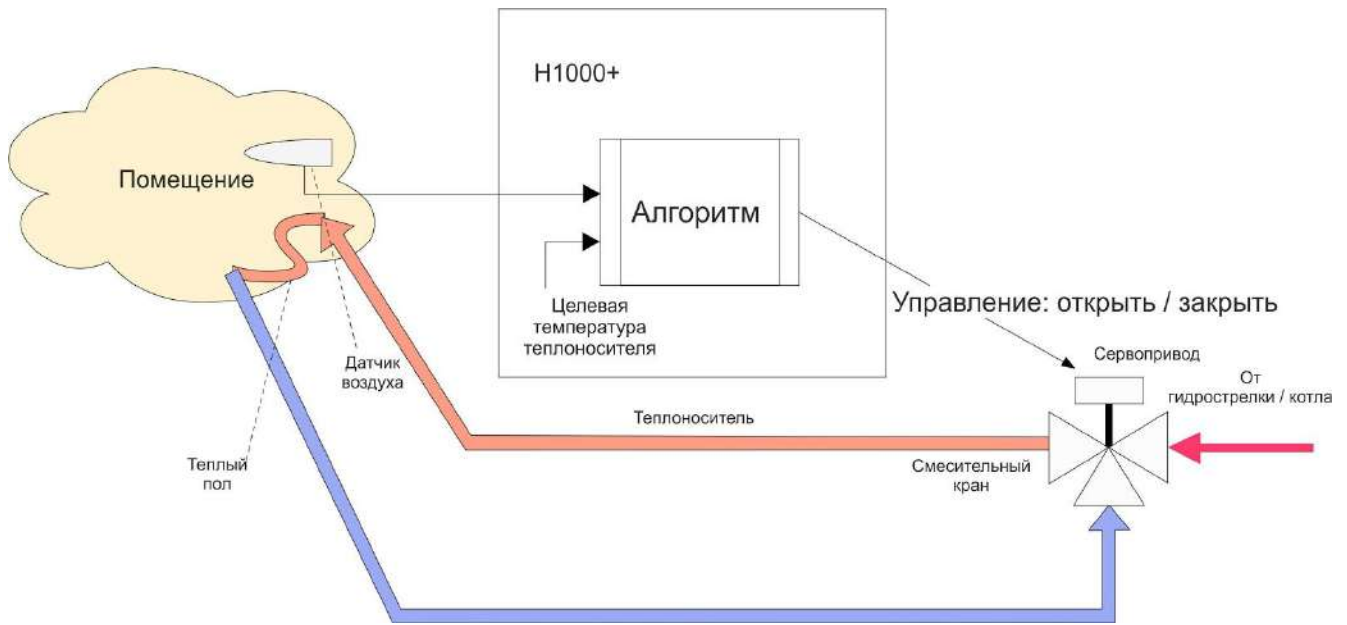 H1000+
Помещение
Алгоритм
Целевая
температура
теплоносителя
Управление: открыть / закрыть
Сервопривод
От
гидрострелки / котла
Датчик
воздуха
Теплоноситель
Теплый
пол
Смесительный
кран